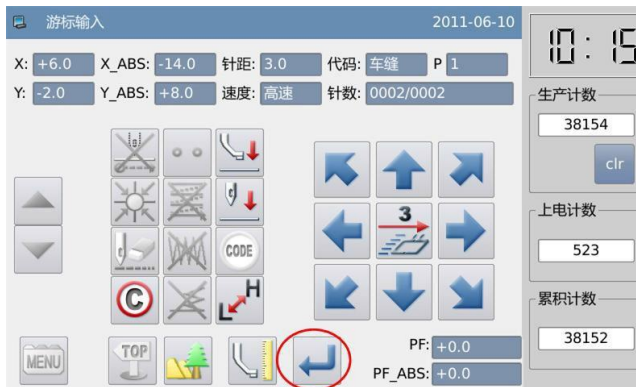 游标输入 2011-06-10
10:15
X: +6.0 X_ABS: -14.0 针距: 3.0 代码: 车缝 P 1
Y: -2.0 Y_ABS: +8.0 速度: 高速 针数: 0002/0002
生产计数
38154
clr
上电计数
523
累积计数
38152
3
CODE
C
H
L
MENU
TOP
PF: +0.0
PF_ABS: +0.0